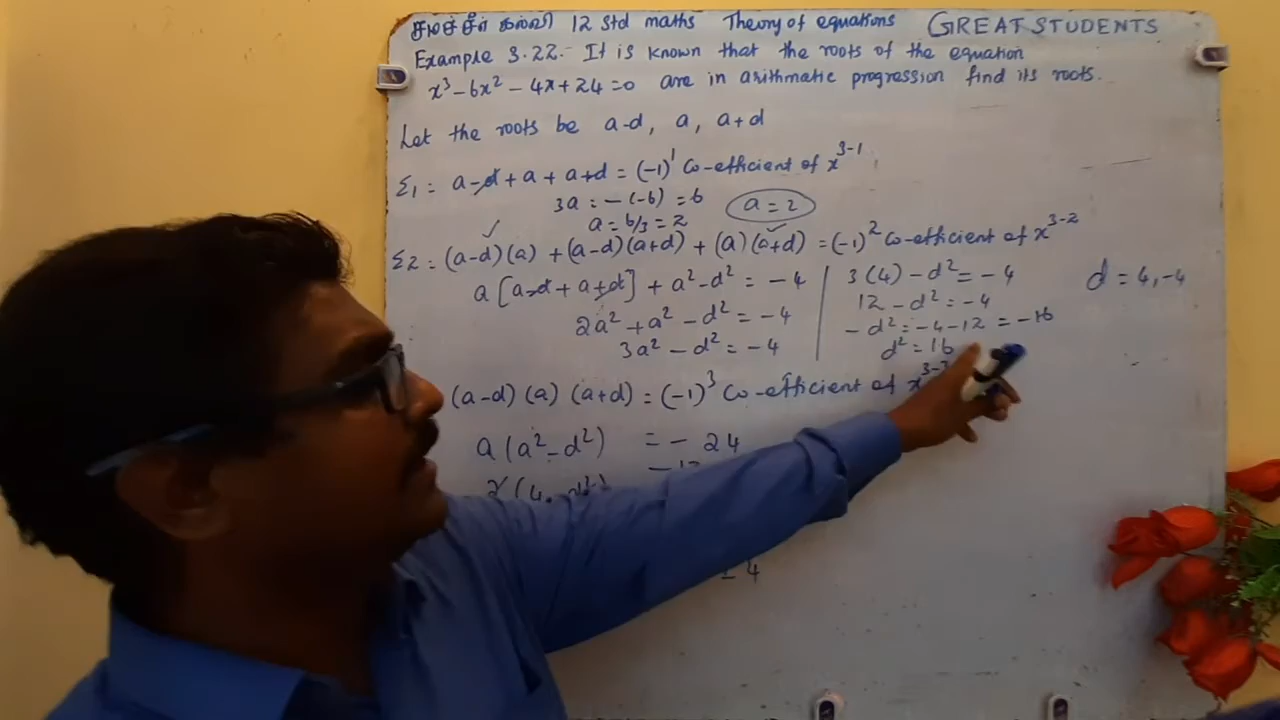 12 std maths Theory of equations GREAT STUDENTS
Example 3.22:- It is known that the roots of the equation
x³-6x²-4x+24=0 are in arithmatic progression find its roots.
Let the roots be a-d, a, a+d
Σ1 = a-d+a+a+d = (-1)¹ Co-efficient of x³⁻¹
3a = -(-6) = 6
a = 6/3 = 2
a = 2
Σ2 = (a-d)(a) + (a-d)(a+d) + (a)(a+d) = (-1)² Co-efficient of x³⁻²
a[a-d + a+d] + a²-d² = -4
2a² + a² - d² = -4
3a² - d² = -4
3(4) - d² = -4
12 - d² = -4
-d² = -4-12 = -16
d² = 16
d = 4, -4
(a-d)(a)(a+d) = (-1)³ Co-efficient of x³⁻³
a(a²-d²) = -24
4